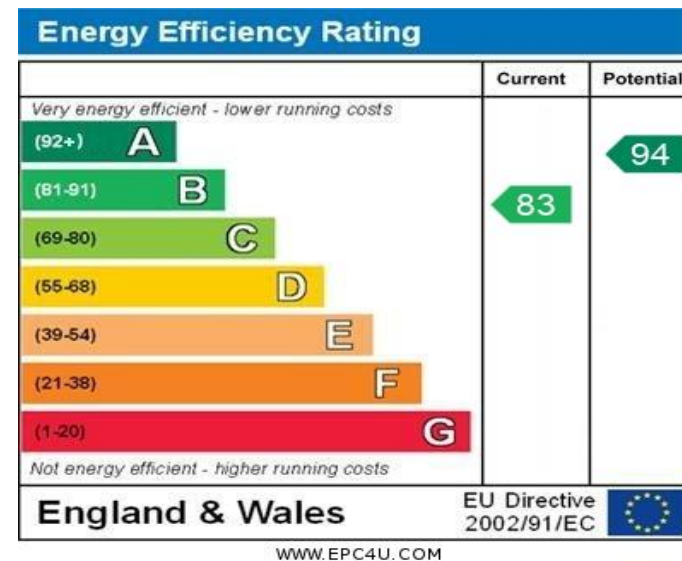 Energy Efficiency Rating
Current Potential
Very energy efficient - lower running costs
(92+) A
94
(81-91) B
83
(69-80) C
(55-68) D
(39-54) E
(21-38) F
(1-20) G
Not energy efficient - higher running costs
England & Wales
EU Directive
2002/91/EC
WWW.EPC4U.COM